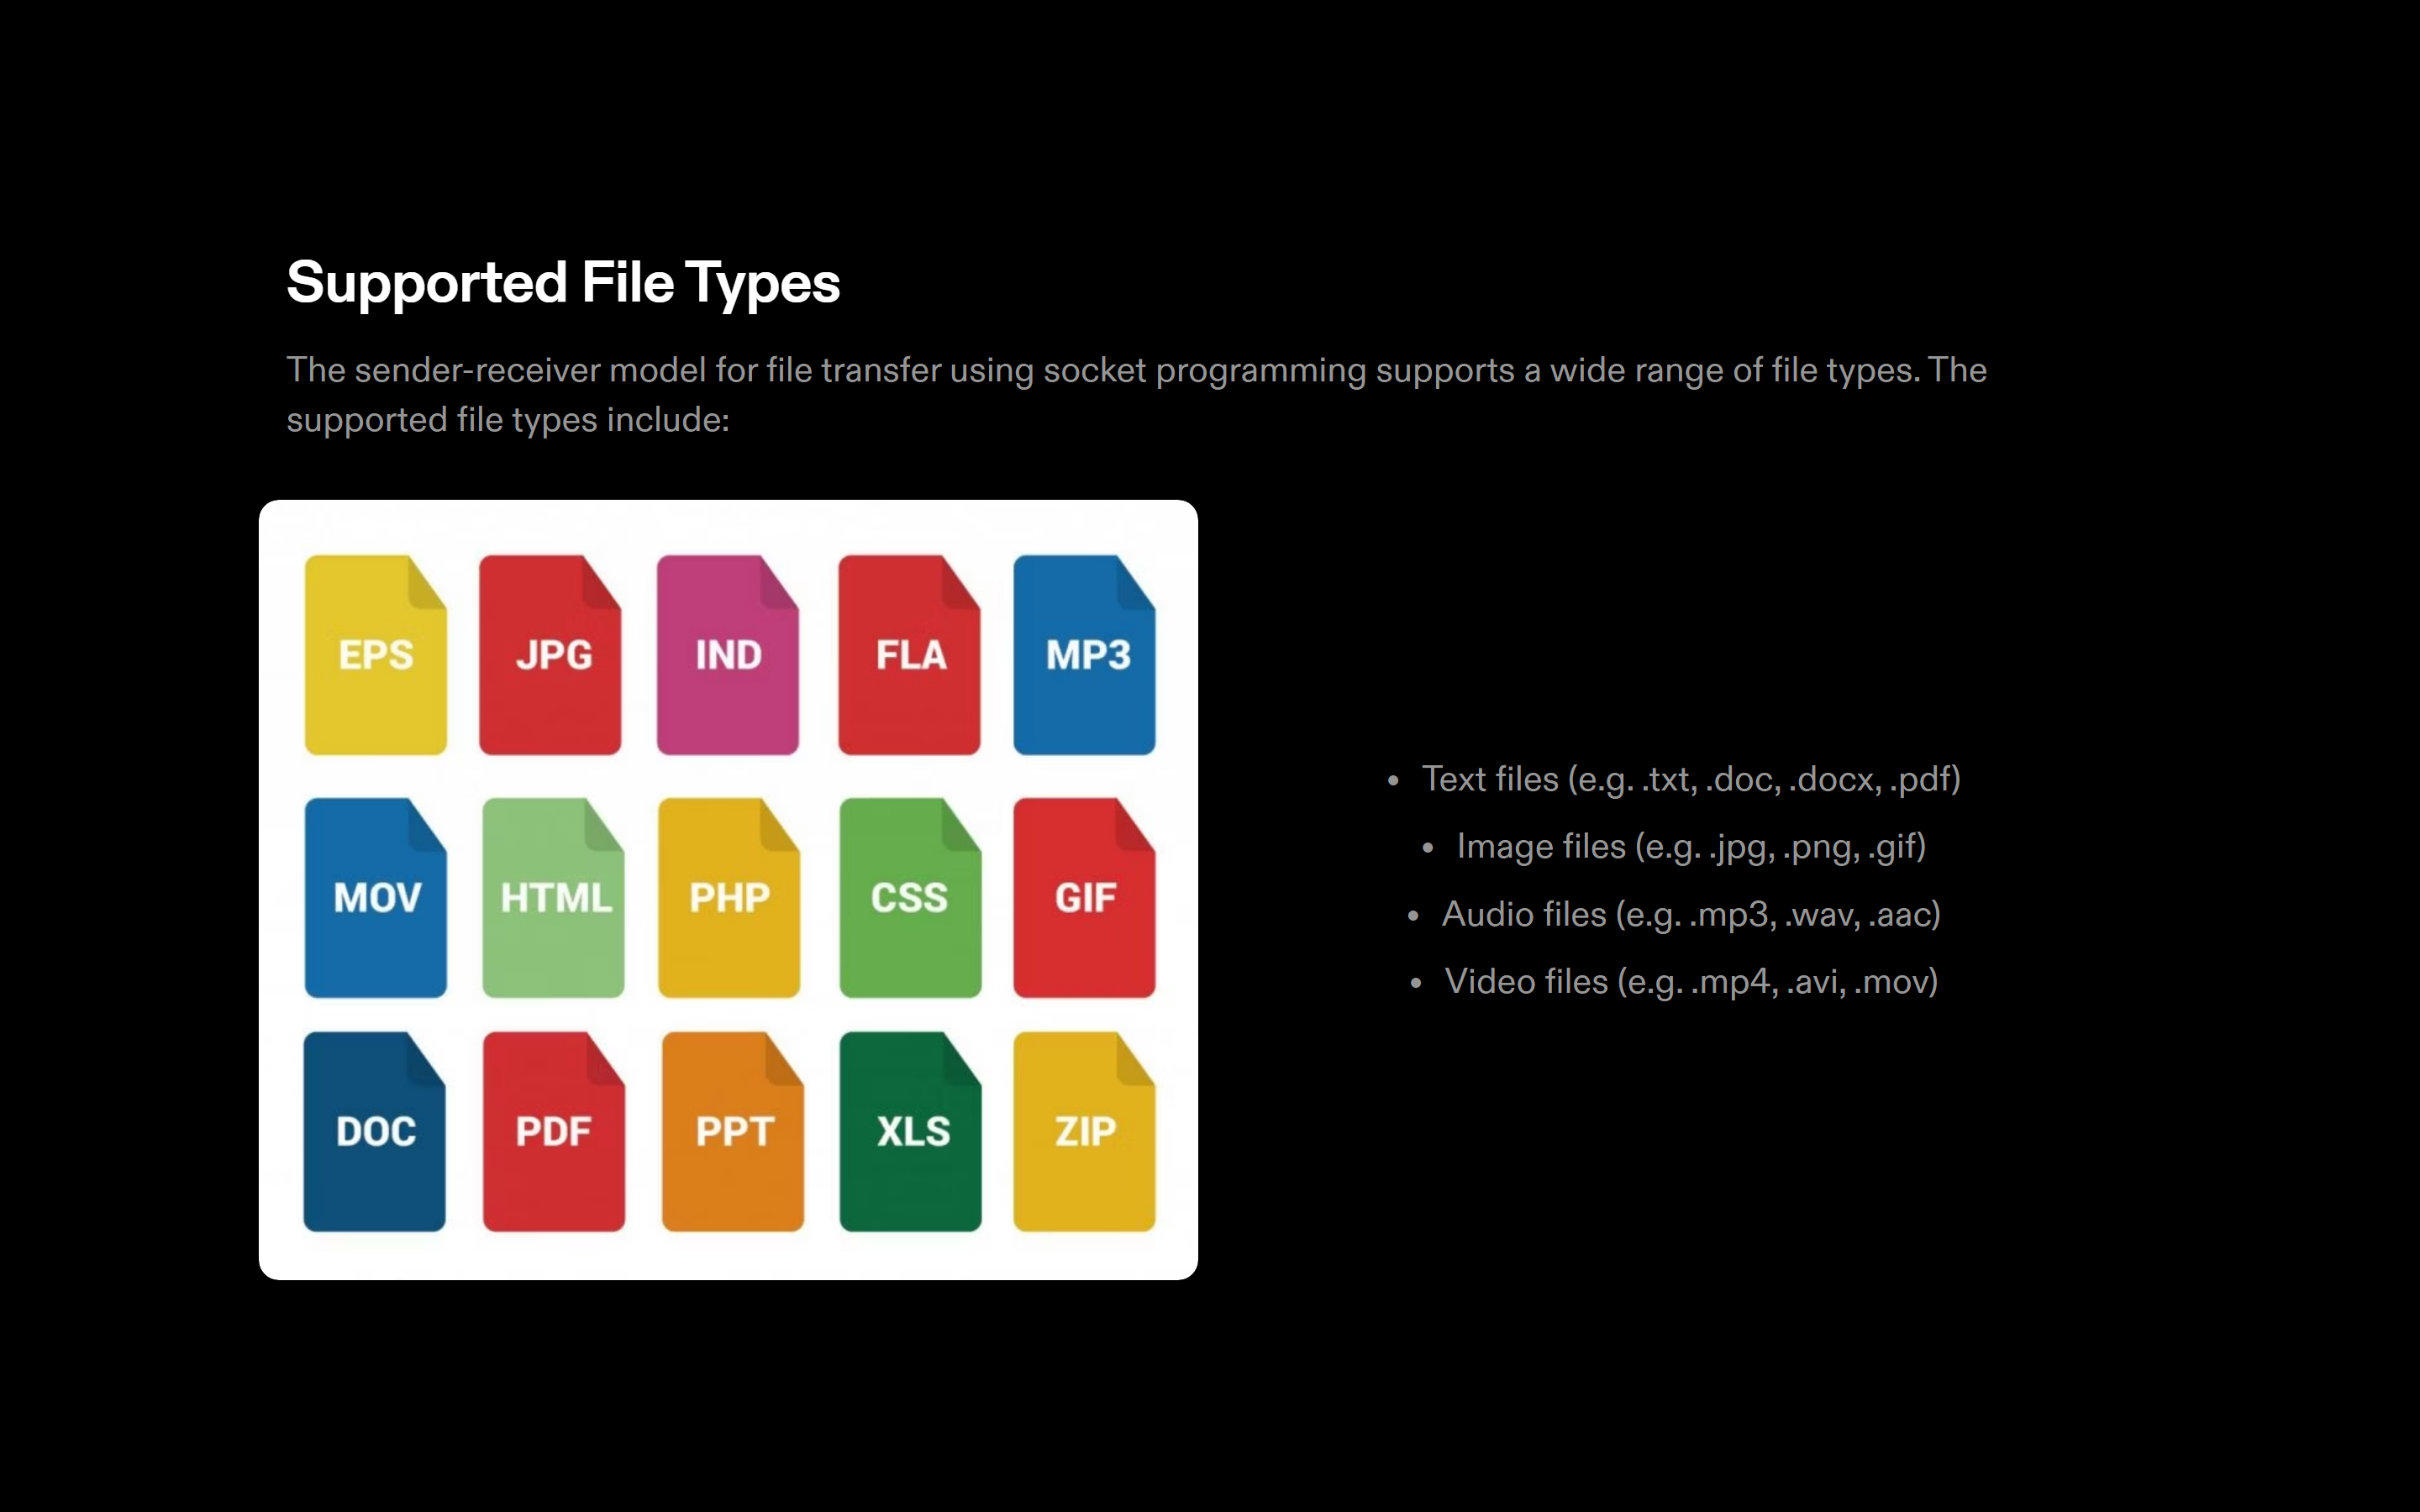 Supported File Types
The sender-receiver model for file transfer using socket programming supports a wide range of file types. The
supported file types include:
EPS JPG IND FLA MP3
MOV HTML PHP CSS GIF
DOC PDF PPT XLS ZIP
• Text files (e.g. .txt, .doc, .docx, .pdf)
• Image files (e.g. .jpg, .png, .gif)
• Audio files (e.g. .mp3, .wav, .aac)
• Video files (e.g. .mp4, .avi, .mov)